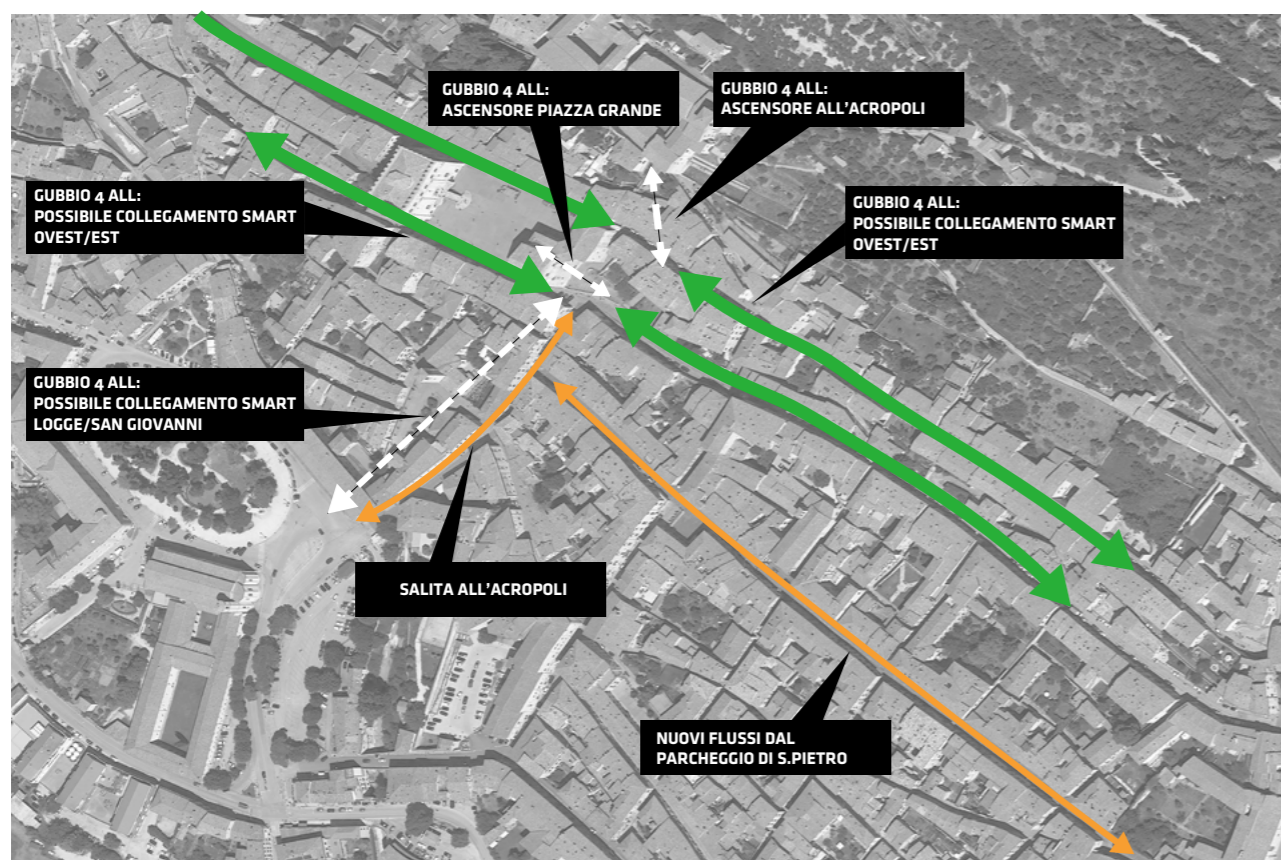 GUBBIO 4 ALL:
ASCENSORE PIAZZA GRANDE
GUBBIO 4 ALL:
ASCENSORE ALL'ACROPOLI
GUBBIO 4 ALL:
POSSIBILE COLLEGAMENTO SMART
OVEST/EST
GUBBIO 4 ALL:
POSSIBILE COLLEGAMENTO SMART
OVEST/EST
GUBBIO 4 ALL:
POSSIBILE COLLEGAMENTO SMART
LOGGE/SAN GIOVANNI
SALITA ALL'ACROPOLI
NUOVI FLUSSI DAL
PARCHEGGIO DI S.PIETRO